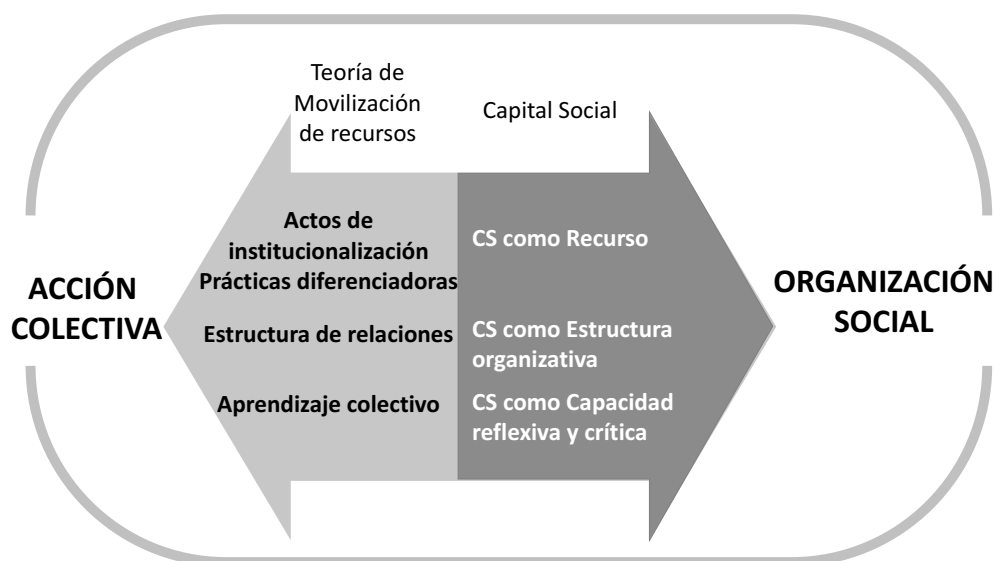 Teoría de
Movilización
de recursos
Capital Social
Actos de
institucionalización
Prácticas diferenciadoras
CS como Recurso
ACCIÓN
COLECTIVA
ORGANIZACIÓN
SOCIAL
Estructura de relaciones
CS como Estructura
organizativa
Aprendizaje colectivo
CS como Capacidad
reflexiva y crítica